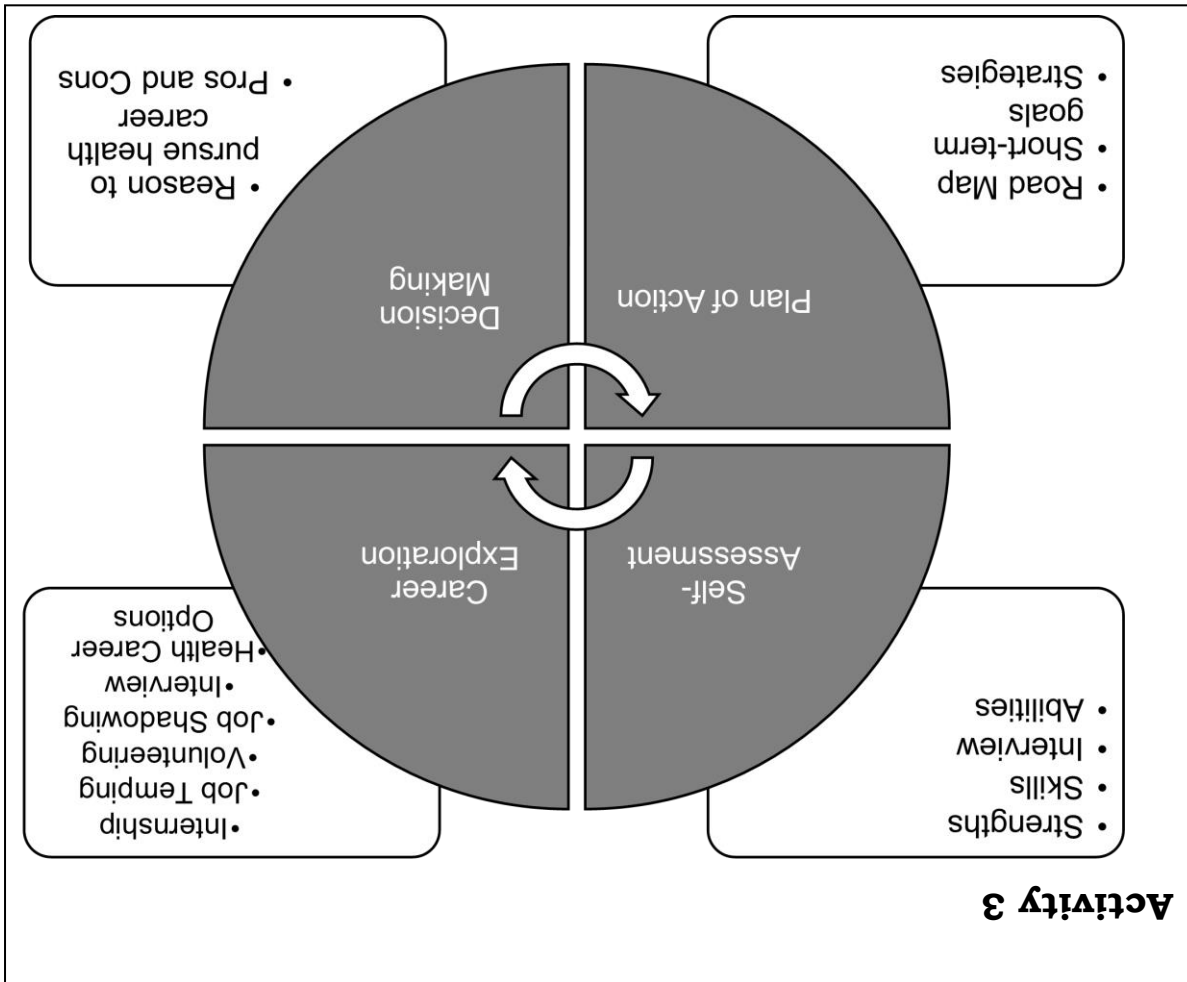 Activity 3
• Strengths
• Skills
• Interview
• Abilities
Self-
Assessment
•Internship
•Job Temping
•Volunteering
•Job Shadowing
•Interview
•Health Career
Options
Career
Exploration
Plan of Action
• Road Map
• Short-term
goals
• Strategies
Decision
Making
• Reason to
pursue health
career
• Pros and Cons